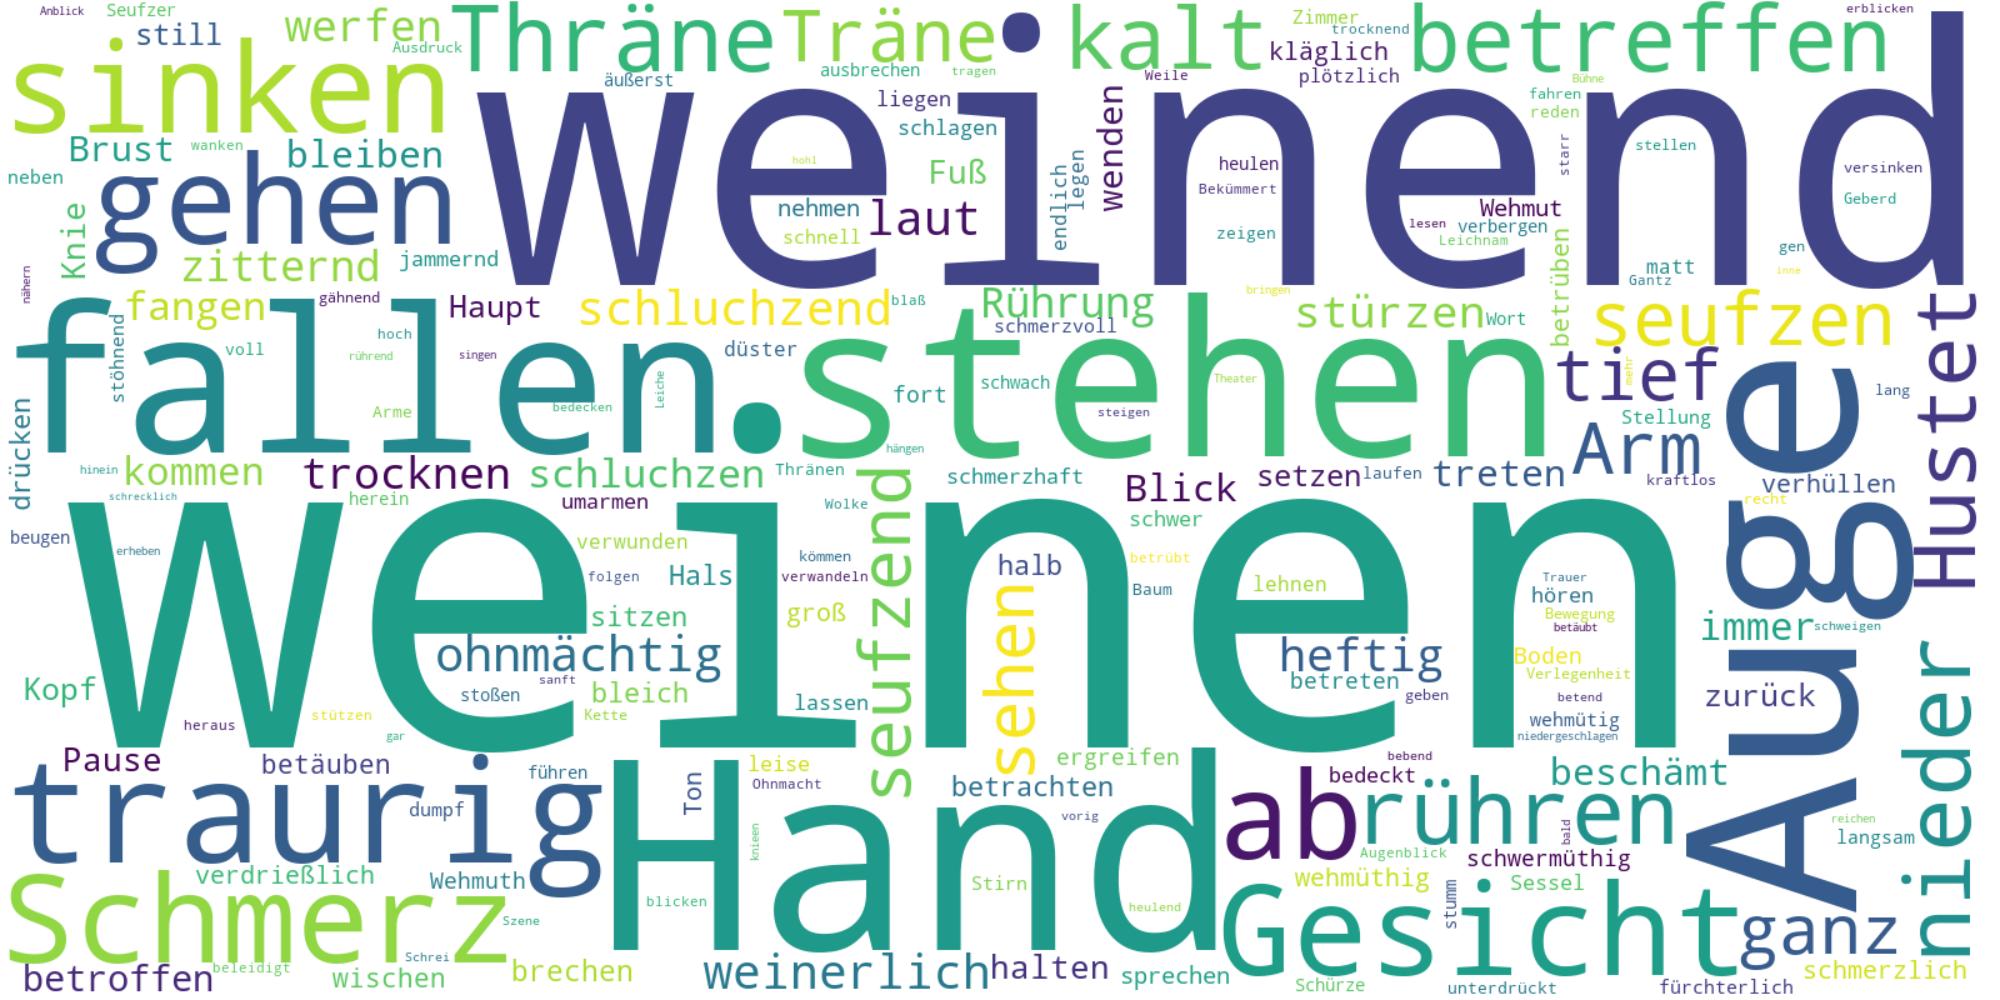 Anblick
Seufzer
still
werfen
Ausdruck
Thräne
Träne
kalt
Zimmer
trocknend
kläglich
plötzlich
betreffen
erblicken
sinken
äußerst
ausbrechen
tragen
Weile
Bühne
weinend
liegen
schlagen
wenden
fahren
reden
Brust
wanken
bleiben
hohl
Fuß
endlich
legen
heulen
Bekümmert
starr
stellen
versinken
Geberd
neben
gehen
Knie
nehmen
laut
schnell
zeigen
lesen
Wehmut
verbergen
Leichnam
betrüben
gen
matt
Gantz
inne
zitternd
jammernd
nähern
fangen
gähnend
Haupt
schluchzend
blaß
Rührung
schmerzvoll
bringen
stürzen
Wort
seufzen
Hustet
fallen
stöhnend
hoch
voll
rührend
singen
düster
stehen
schwach
Theater
tief
mehr
Auge
lang
Arme
bedecken
Leiche
fort
steigen
Stellung
Arm
drücken
hängen
hinein
kommen
trocknen
schluchzen
Thränen
schmerzhaft
Blick
setzen
laufen
treten
kraftlos
verhüllen
schrecklich
herein
umarmen
Wolke
seufzend
schwer
recht
weinen
beugen
erheben
verwunden
kömmen
halb
betrübt
folgen
Hals
verwandeln
Baum
lehnen
Trauer
hören
sehen
sitzen
groß
Bewegung
betäubt
immer
schweigen
ohnmächtig
heftig
Boden
Verlegenheit
nieder
Kopf
sanft
stoßen
bleich
lassen
betreten
geben
betend
zurück
heraus
stützen
Kette
gar
wehmütig
niedergeschlagen
Pause
betäuben
führen
Ton
leise
Ohnmacht
ergreifen
betrachten
bebend
bedeckt
beschämt
traurig
dumpf
Hand
knieen
vorig
ab
rühren
bald
reichen
langsam
Augenblick
schwermüthig
verdrießlich
Wehmuth
Stirn
wehmüthig
stumm
Sessel
Schmerz
Szene
blicken
heulend
Gesicht
ganz
Schrei
betroffen
beleidigt
wischen
brechen
weinerlich
halten
sprechen
Schürze
unterdrückt
fürchterlich
schmerzlich